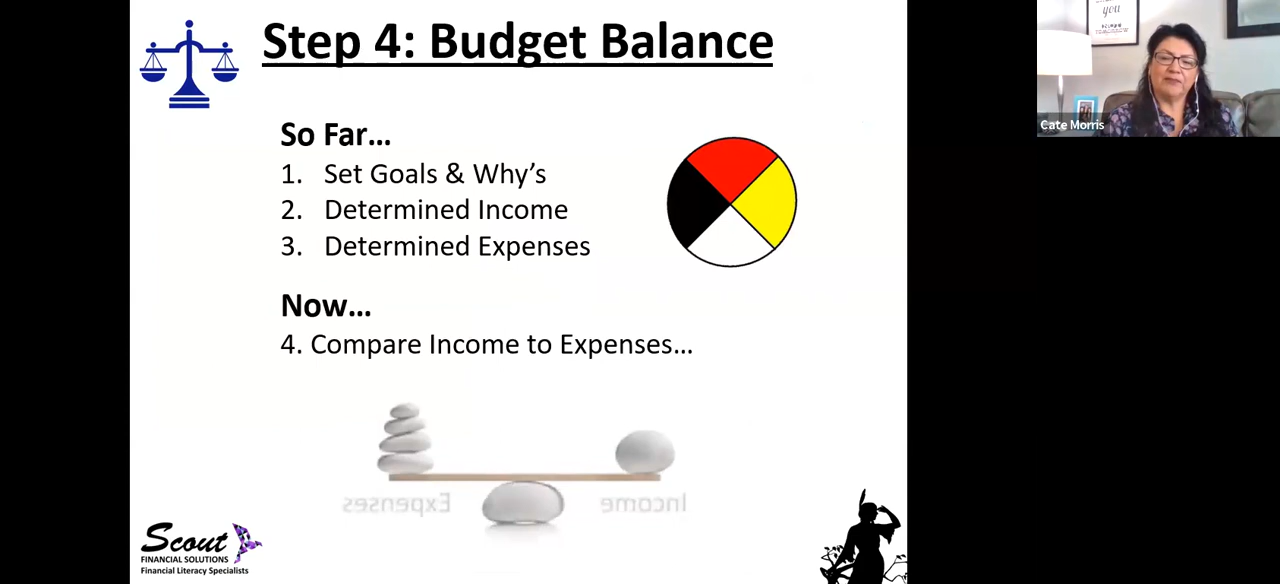 Step 4: Budget Balance
So Far...
1. Set Goals & Why's
2. Determined Income
3. Determined Expenses
Now...
4. Compare Income to Expenses...
Expenses
Income
Scout
FINANCIAL SOLUTIONS
Financial Literacy Specialists
you
Cate Morris